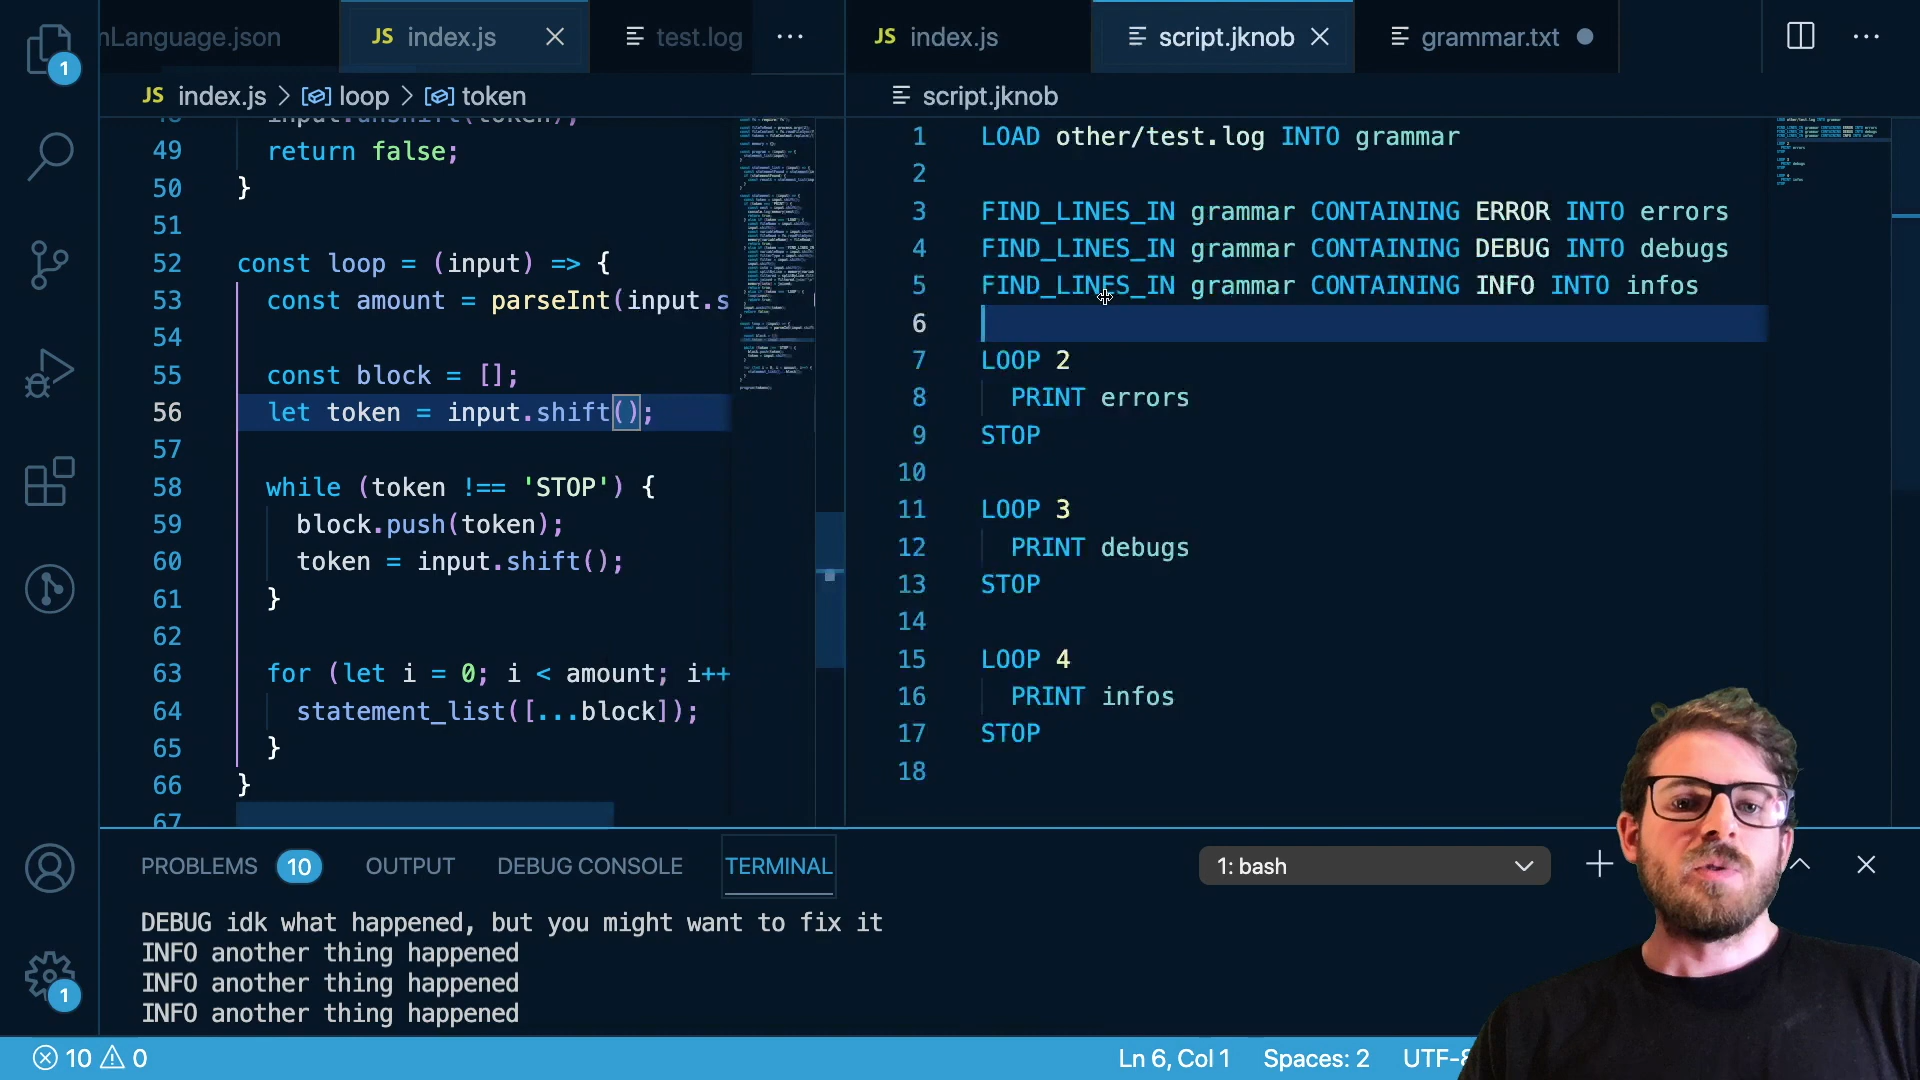 nLanguage.json
JS index.js
test.log
JS index.js
script.jknob
grammar.txt
JS index.js > loop > token
script.jknob
1
1
49 return false;
50 }
51
52 const loop = (input) => {
53 const amount = parseInt(input.s
54
55 const block = [];
56 let token = input.shift();
57
58 while (token !== 'STOP') {
59 block.push(token);
60 token = input.shift();
61 }
62
63 for (let i = 0; i < amount; i++
64 statement_list([...block]);
65 }
66 }
67
1 LOAD other/test.log INTO grammar
2
3 FIND_LINES_IN grammar CONTAINING ERROR INTO errors
4 FIND_LINES_IN grammar CONTAINING DEBUG INTO debugs
5 FIND_LINES_IN grammar CONTAINING INFO INTO infos
6
7 LOOP 2
8 PRINT errors
9 STOP
10
11 LOOP 3
12 PRINT debugs
13 STOP
14
15 LOOP 4
16 PRINT infos
17 STOP
18
PROBLEMS 10 OUTPUT DEBUG CONSOLE TERMINAL 1: bash
DEBUG idk what happened, but you might want to fix it
INFO another thing happened
INFO another thing happened
INFO another thing happened
10 0 Ln 6, Col 1 Spaces: 2 UTF-8